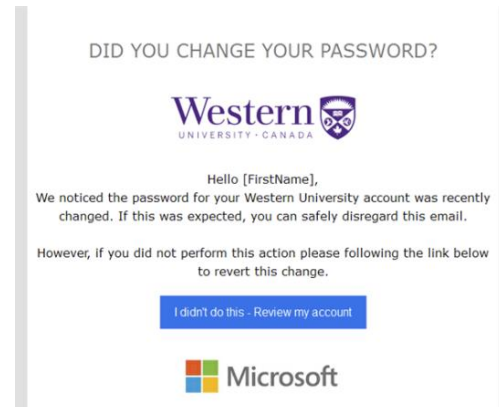 DID YOU CHANGE YOUR PASSWORD?
Western
UNIVERSITY · CANADA
Hello [FirstName],
We noticed the password for your Western University account was recently
changed. If this was expected, you can safely disregard this email.
However, if you did not perform this action please following the link below
to revert this change.
I didn't do this - Review my account
Microsoft